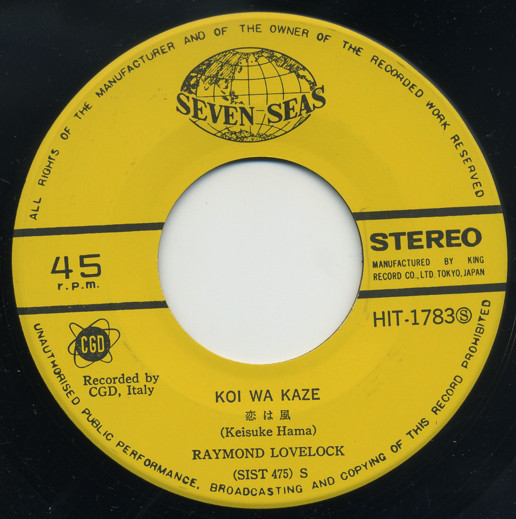 ALL RIGHTS OF THE MANUFACTURER AND OF THE OWNER OF THE RECORDED WORK RESERVED
SEVEN SEAS
45
r.p.m.
STEREO
MANUFACTURED BY KING
RECORD CO., LTD TOKYO, JAPAN
HIT-1783Ⓢ
CGD
Recorded by
CGD, Italy
KOI WA KAZE
恋は風
(Keisuke Hama)
RAYMOND LOVELOCK
(SIST 475) S
UNAUTHORISED PUBLIC PERFORMANCE, BROADCASTING AND COPYING OF THIS RECORD PROHIBITED